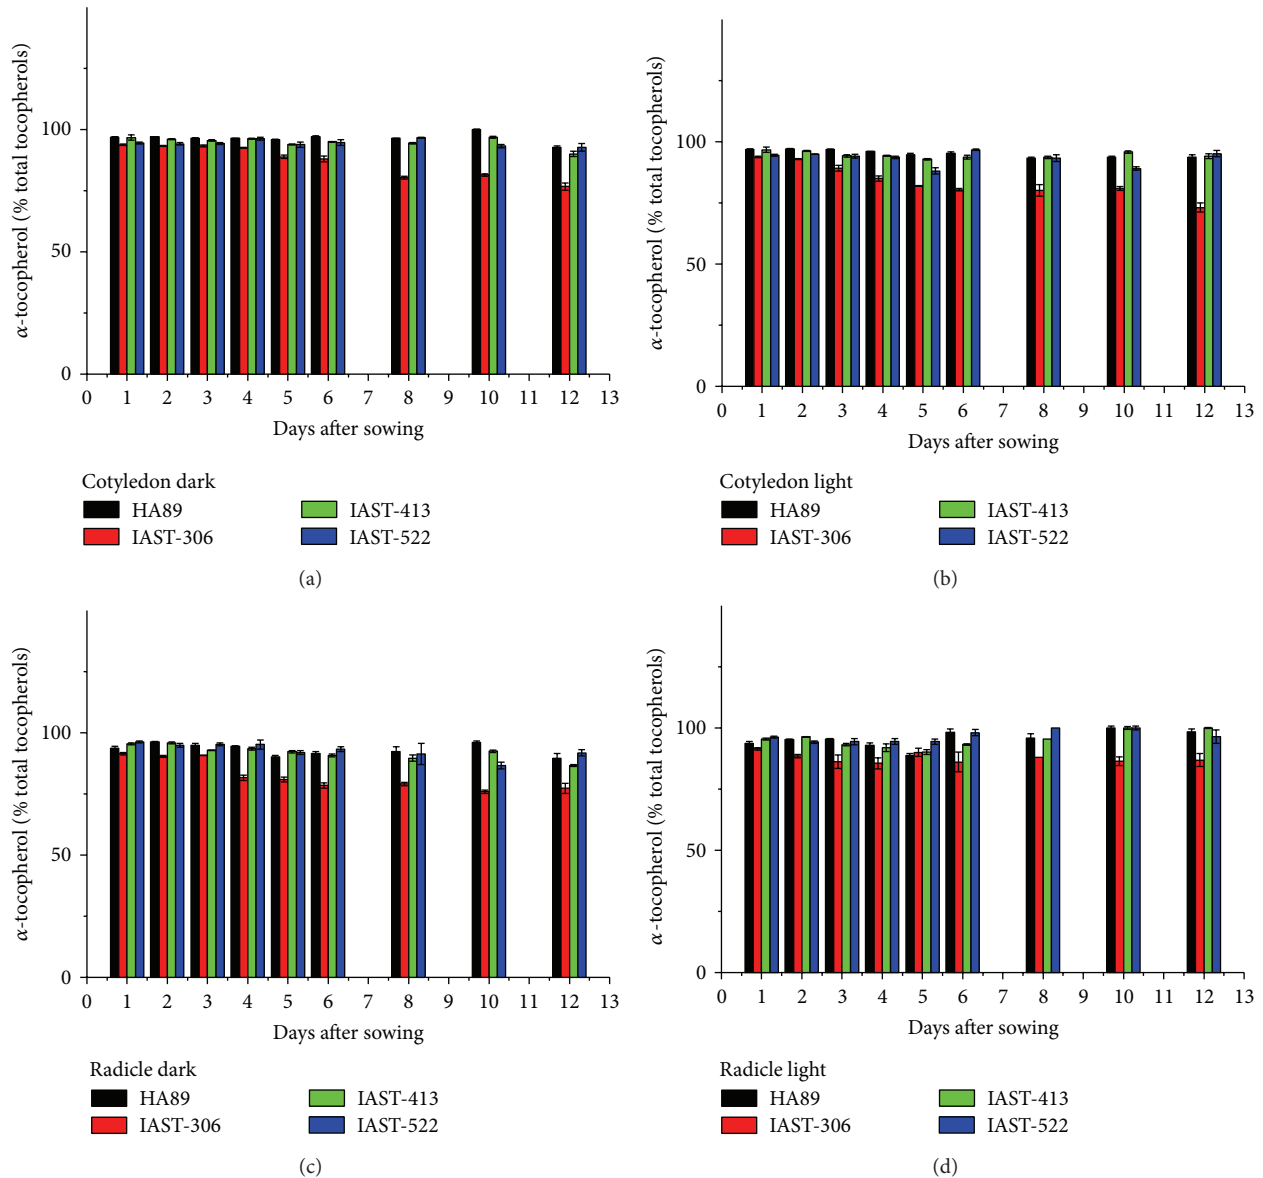 α-tocopherol (% total tocopherols)
100
50
0
0 1 2 3 4 5 6 7 8 9 10 11 12 13
Days after sowing
Cotyledon dark
HA89 IAST-413
IAST-306 IAST-522
(a)
α-tocopherol (% total tocopherols)
100
50
0
0 1 2 3 4 5 6 7 8 9 10 11 12 13
Days after sowing
Cotyledon light
HA89 IAST-413
IAST-306 IAST-522
(b)
α-tocopherol (% total tocopherols)
100
50
0
0 1 2 3 4 5 6 7 8 9 10 11 12 13
Days after sowing
Radicle dark
HA89 IAST-413
IAST-306 IAST-522
(c)
α-tocopherol (% total tocopherols)
100
50
0
0 1 2 3 4 5 6 7 8 9 10 11 12 13
Days after sowing
Radicle light
HA89 IAST-413
IAST-306 IAST-522
(d)